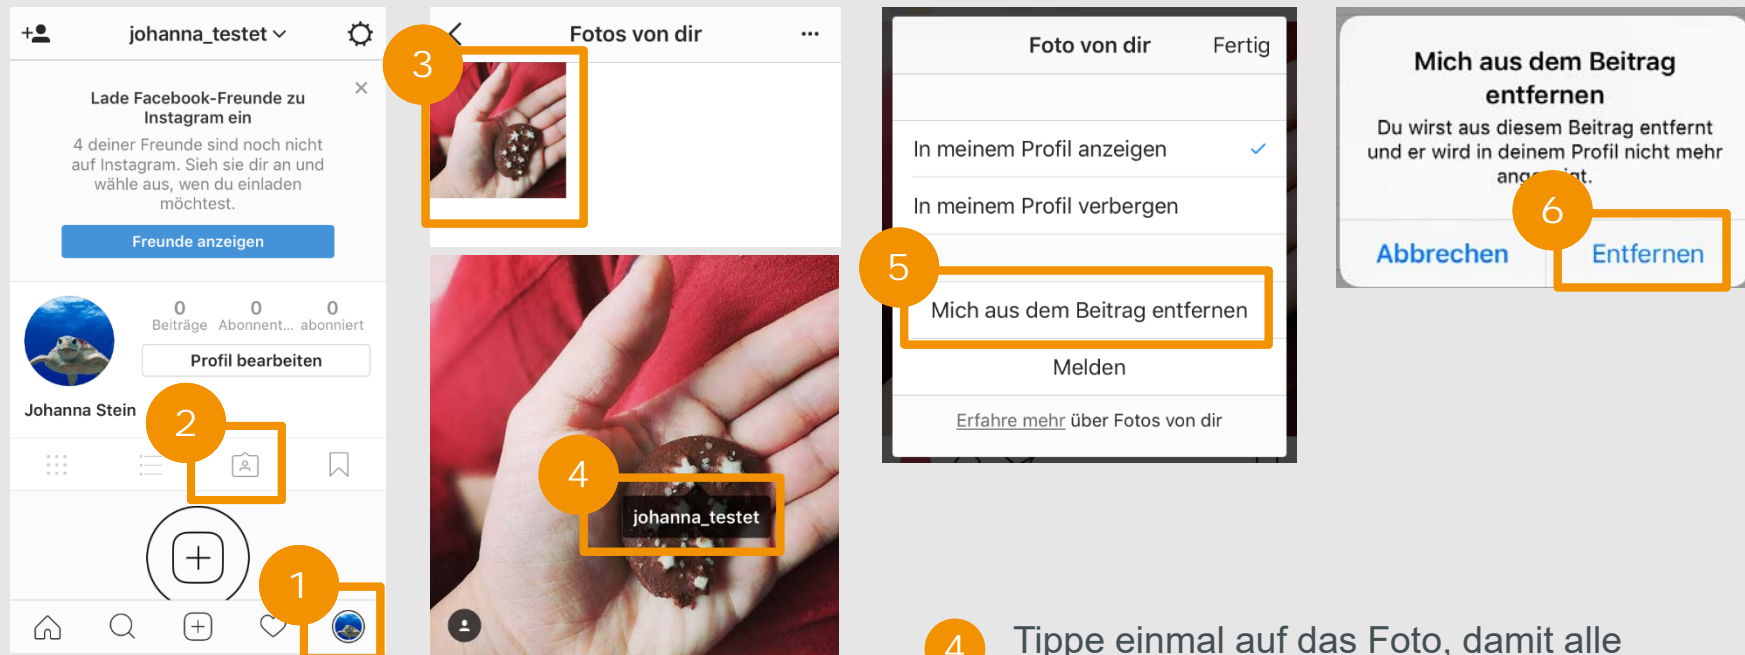 johanna_testet
Lade Facebook-Freunde zu
Instagram ein
4 deiner Freunde sind noch nicht
auf Instagram. Sieh sie dir an und
wähle aus, wen du einladen
möchtest.
Freunde anzeigen
0 0 0
Beiträge Abonnent... abonniert
Profil bearbeiten
Johanna Stein
2
1
3
Fotos von dir
4
johanna_testet
Foto von dir Fertig
In meinem Profil anzeigen
In meinem Profil verbergen
5
Mich aus dem Beitrag entfernen
Melden
Erfahre mehr über Fotos von dir
Mich aus dem Beitrag
entfernen
Du wirst aus diesem Beitrag entfernt
und er wird in deinem Profil nicht mehr
6
Abbrechen Entfernen
4 Tippe einmal auf das Foto, damit alle